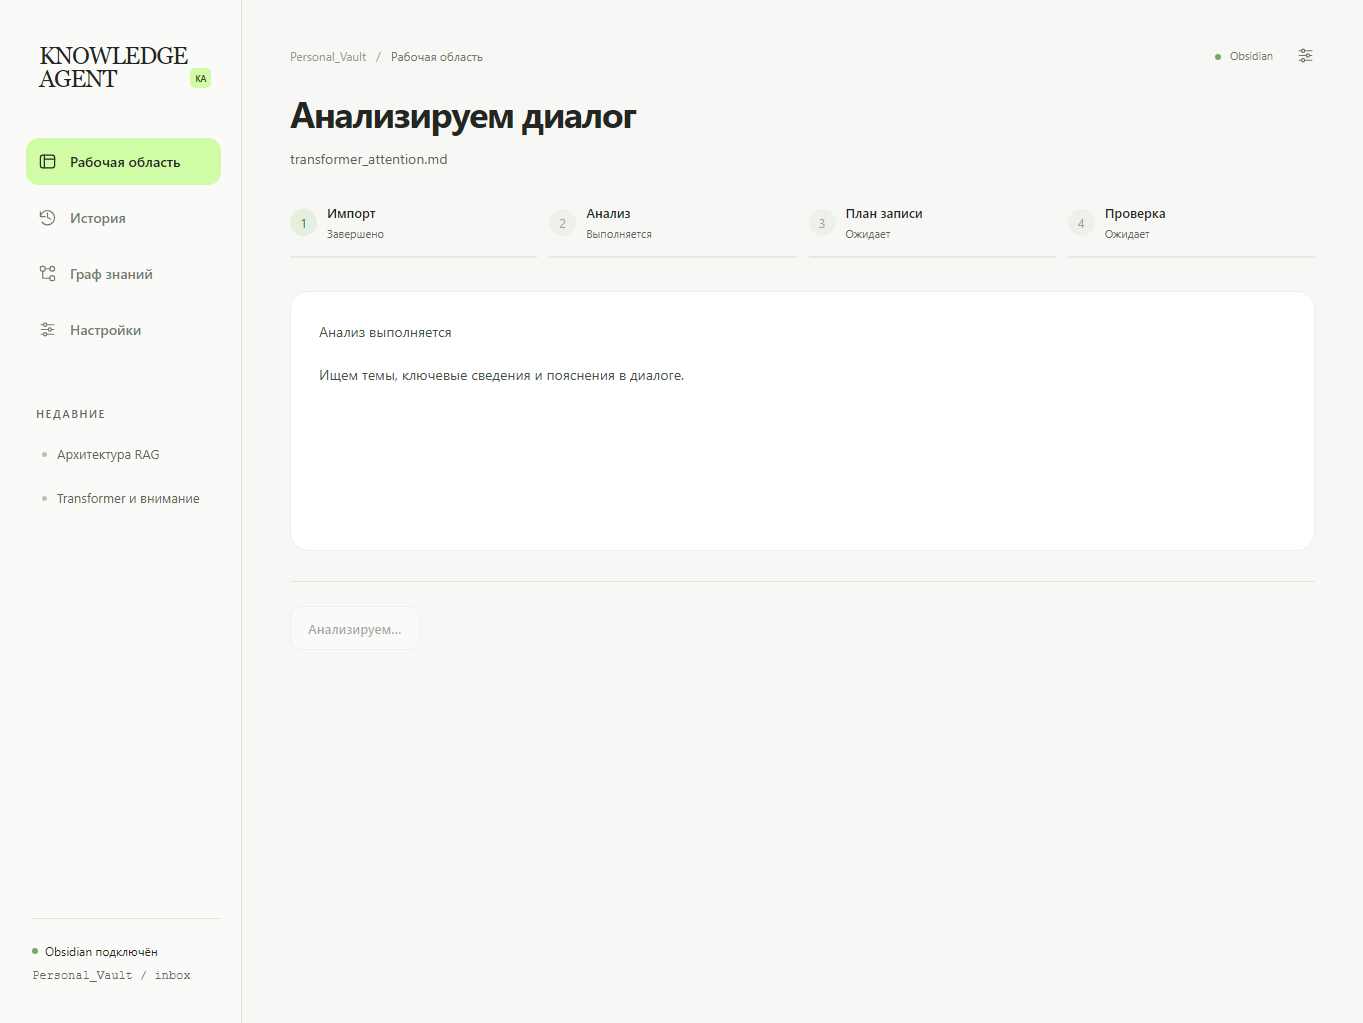 KNOWLEDGE
AGENT
KA
Рабочая область
История
Граф знаний
Настройки
НЕДАВНИЕ
Архитектура RAG
Transformer и внимание
Obsidian подключён
Personal_Vault / inbox
Personal_Vault / Рабочая область
Obsidian
Анализируем диалог
transformer_attention.md
1
Импорт
Завершено
2
Анализ
Выполняется
3
План записи
Ожидает
4
Проверка
Ожидает
Анализ выполняется
Ищем темы, ключевые сведения и пояснения в диалоге.
Анализируем...